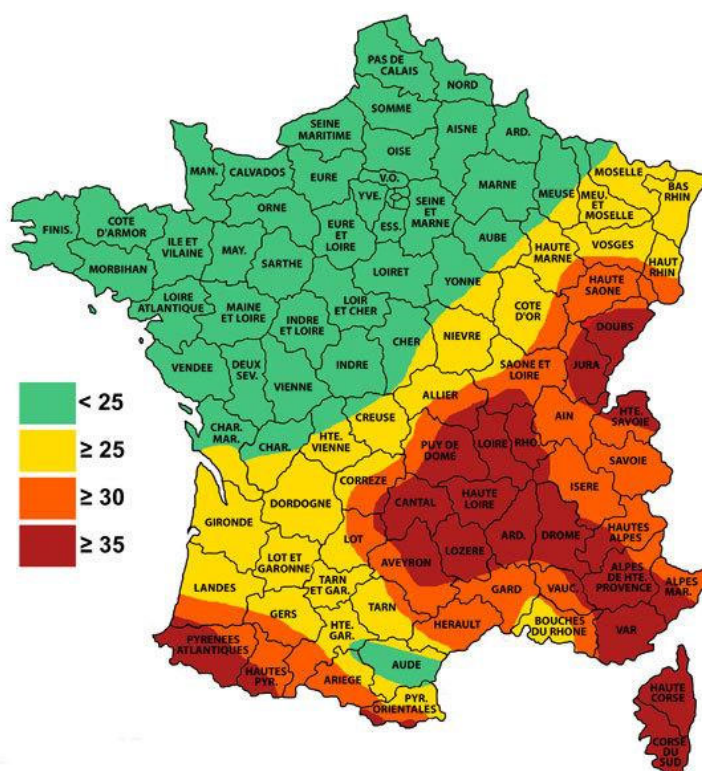 PAS DE
CALAIS
NORD
SOMME
SEINE
MARITIME
AISNE
ARD.
OISE
MAN.
CALVADOS
EURE
V.O.
MOSELLE
BAS
RHIN
MARNE
MEUSE
MEU.
ET
MOSELLE
YVE.
SEINE
ET
MARNE
ORNE
ESS.
FINIS.
COTE
D'ARMOR
ILE ET
VILAINE
MAY.
EURE
ET
LOIRE
AUBE
VOSGES
HAUTE
MARNE
HAUT
RHIN
MORBIHAN
SARTHE
LOIRET
YONNE
HAUTE
SAONE
LOIRE
ATLANTIQUE
MAINE
ET LOIRE
LOIR
ET CHER
INDRE
ET LOIRE
COTE
D'OR
DOUBS
CHER
NIEVRE
VENDEE
DEUX
SEV.
VIENNE
INDRE
SAONE ET
LOIRE
JURA
ALLIER
< 25
≥ 25
≥ 30
≥ 35
CHAR.
MAR.
CHAR.
HTE.
VIENNE
CREUSE
PUY DE
DOME
LOIRE
RHO.
AIN
HTE.
SAVOIE
SAVOIE
CORREZE
ISERE
DORDOGNE
CANTAL
HAUTE
LOIRE
GIRONDE
LOT
ARD.
DROME
HAUTES
ALPES
LOT ET
GARONNE
AVEYRON
LOZERE
ALPES
DE HTE.
PROVENCE
ALPES
MAR.
LANDES
TARN
ET GAR.
TARN
GARD
VAUC.
GERS
HTE.
GAR.
HERAULT
BOUCHES
DU RHONE
VAR
PYRENEES
ATLANTIQUES
HAUTES
PYR.
ARIEGE
AUDE
PYR.
ORIENTALES
HAUTE
CORSE
CORSE
DU
SUD